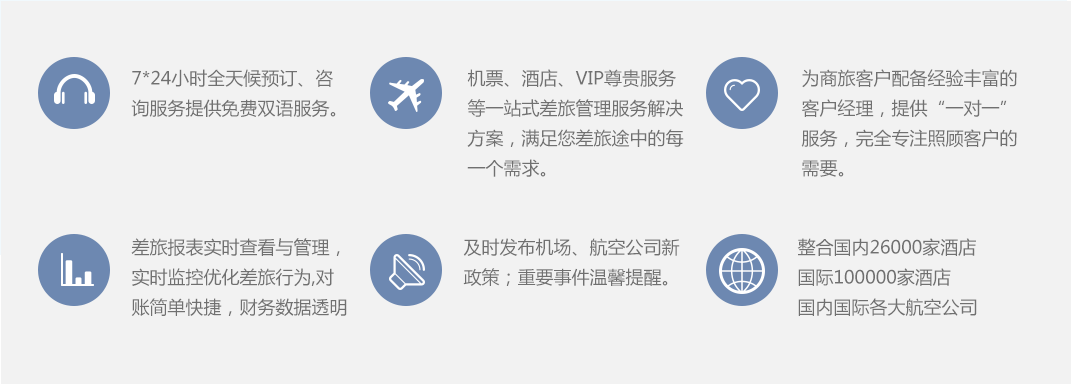 7*24小时全天候预订、咨
询服务提供免费双语服务。
机票、酒店、VIP尊贵服务
等一站式差旅管理服务解决
方案，满足您差旅途中的每
一个需求。
为商旅客户配备经验丰富的
客户经理，提供“一对一”
服务，完全专注照顾客户的
需要。
差旅报表实时查看与管理，
实时监控优化差旅行为,对
账简单快捷，财务数据透明
及时发布机场、航空公司新
政策；重要事件温馨提醒。
整合国内26000家酒店
国际100000家酒店
国内国际各大航空公司